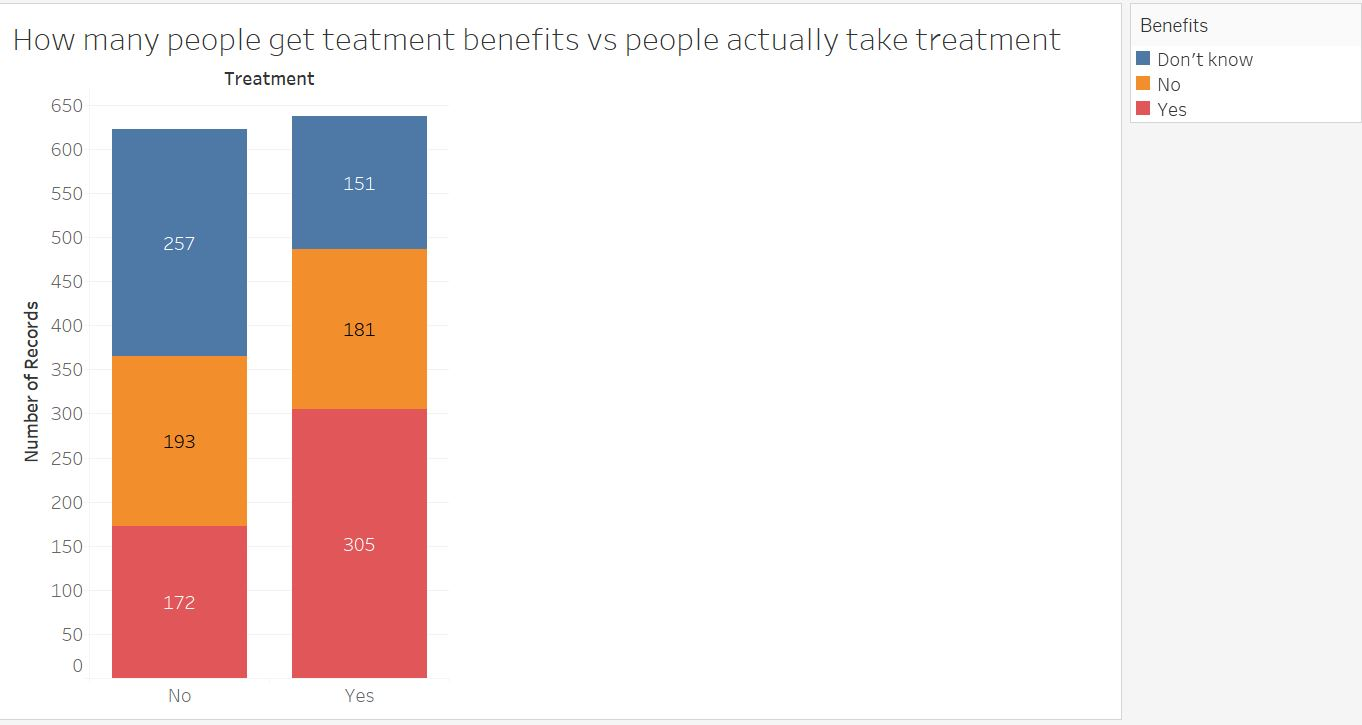 How many people get teatment benefits vs people actually take treatment
Treatment
Number of Records
650
600
550
500
450
400
350
300
250
200
150
100
50
0
257
193
172
151
181
305
No
Yes
Benefits
Don't know
No
Yes